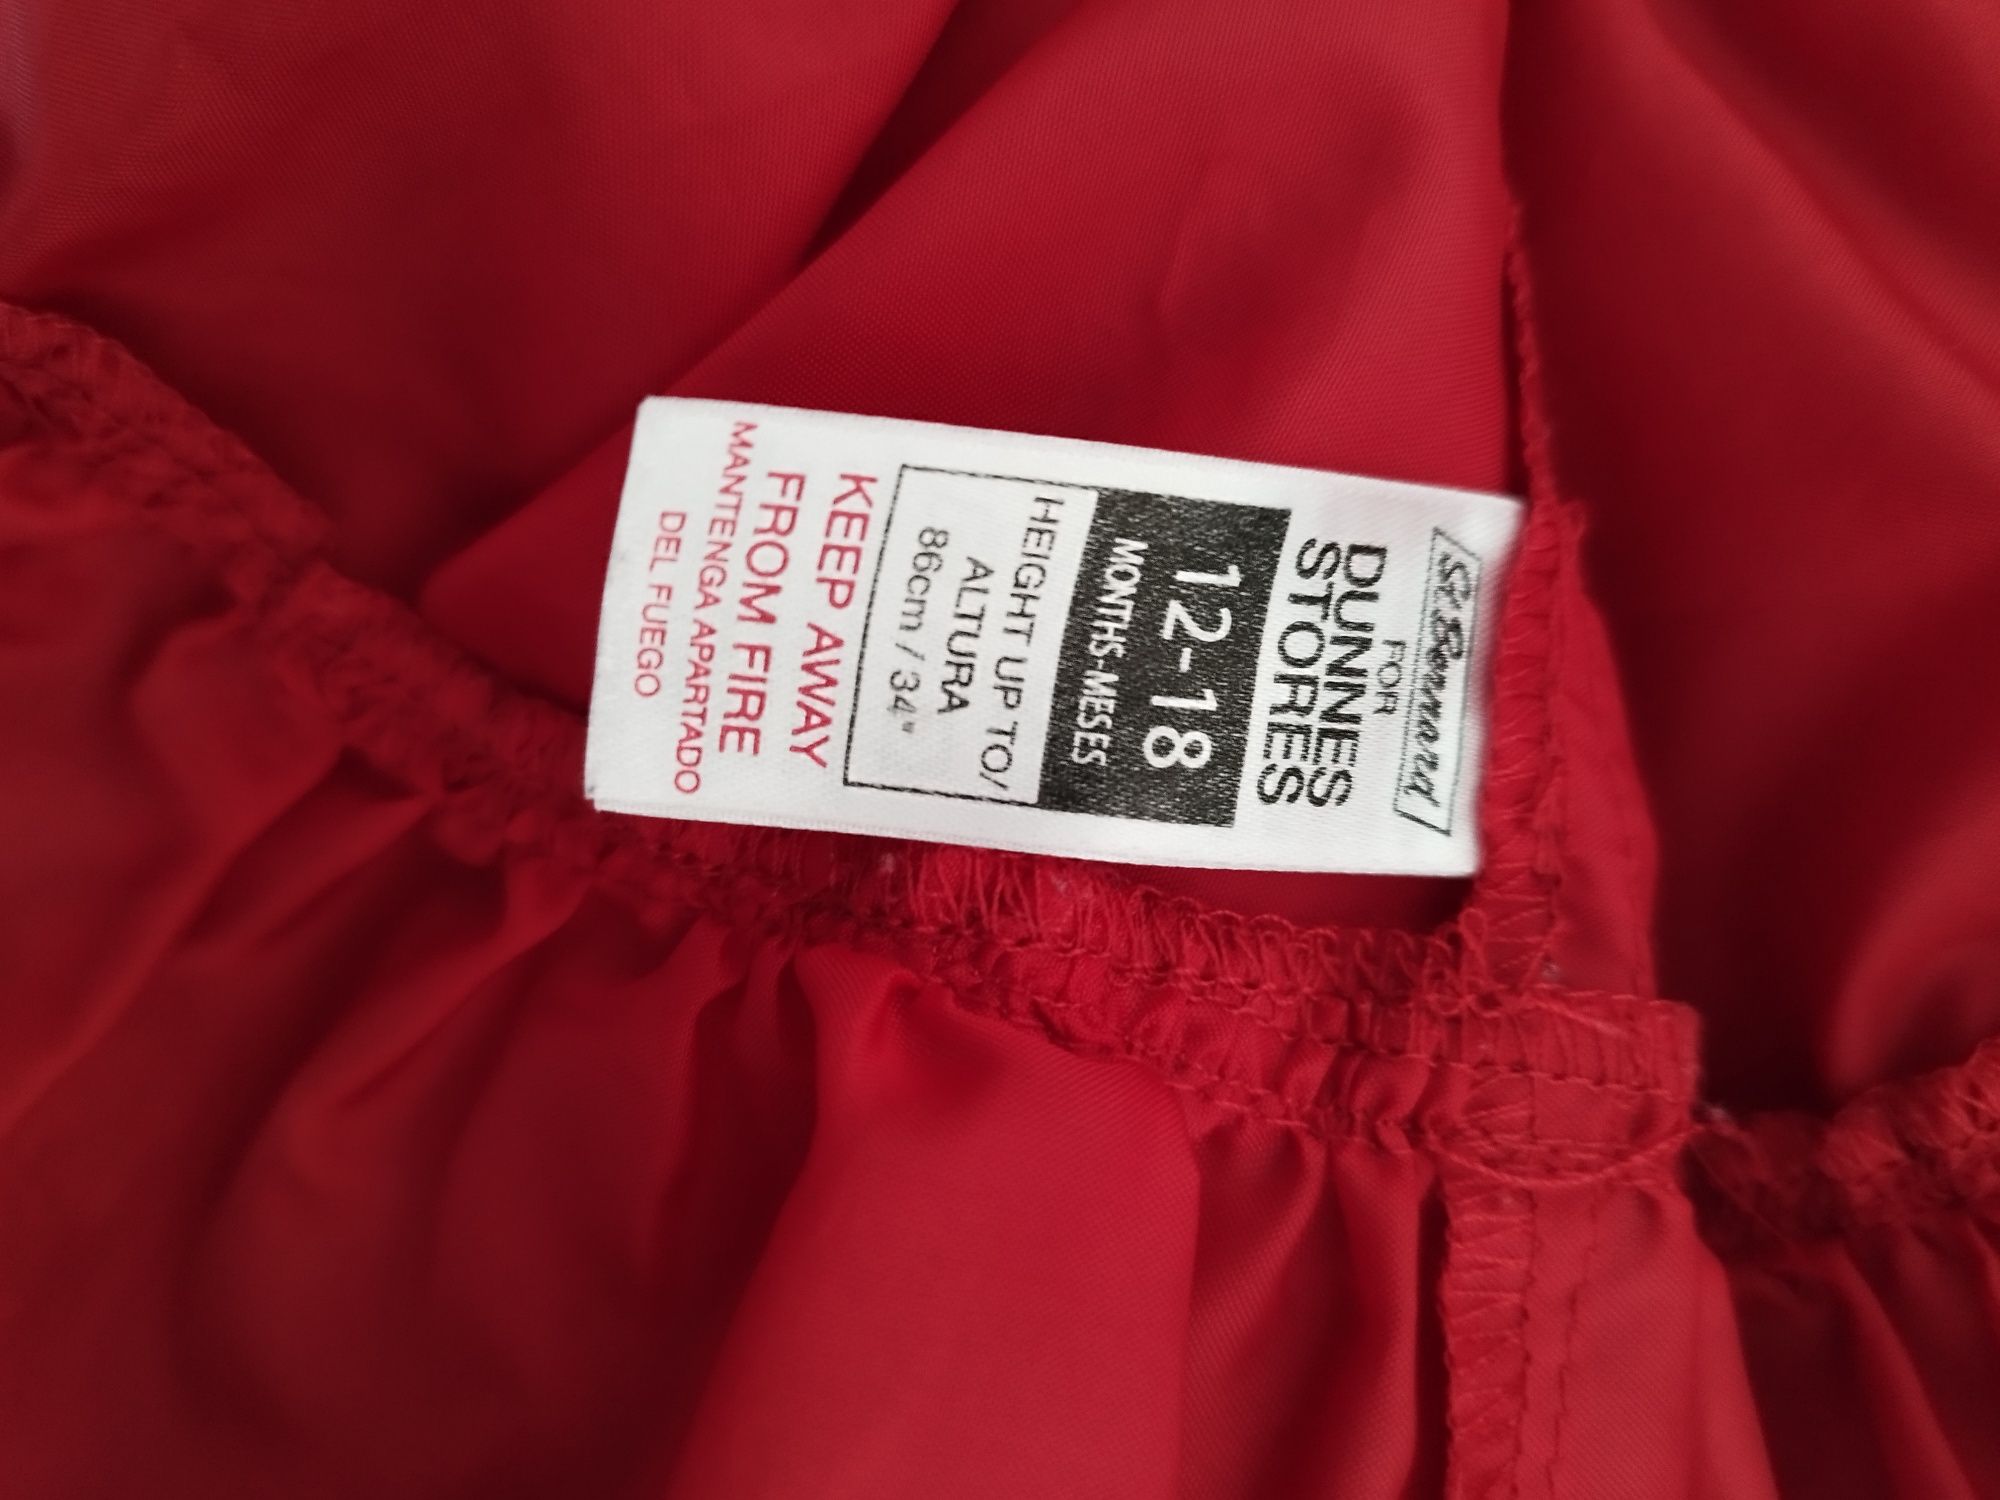 St. Bernard
FOR
DUNNES
STORES
12-18
MONTHS-MESES
HEIGHT UP TO/
ALTURA
86cm / 34"
KEEP AWAY
FROM FIRE
MANTENGA APARTADO
DEL FUEGO